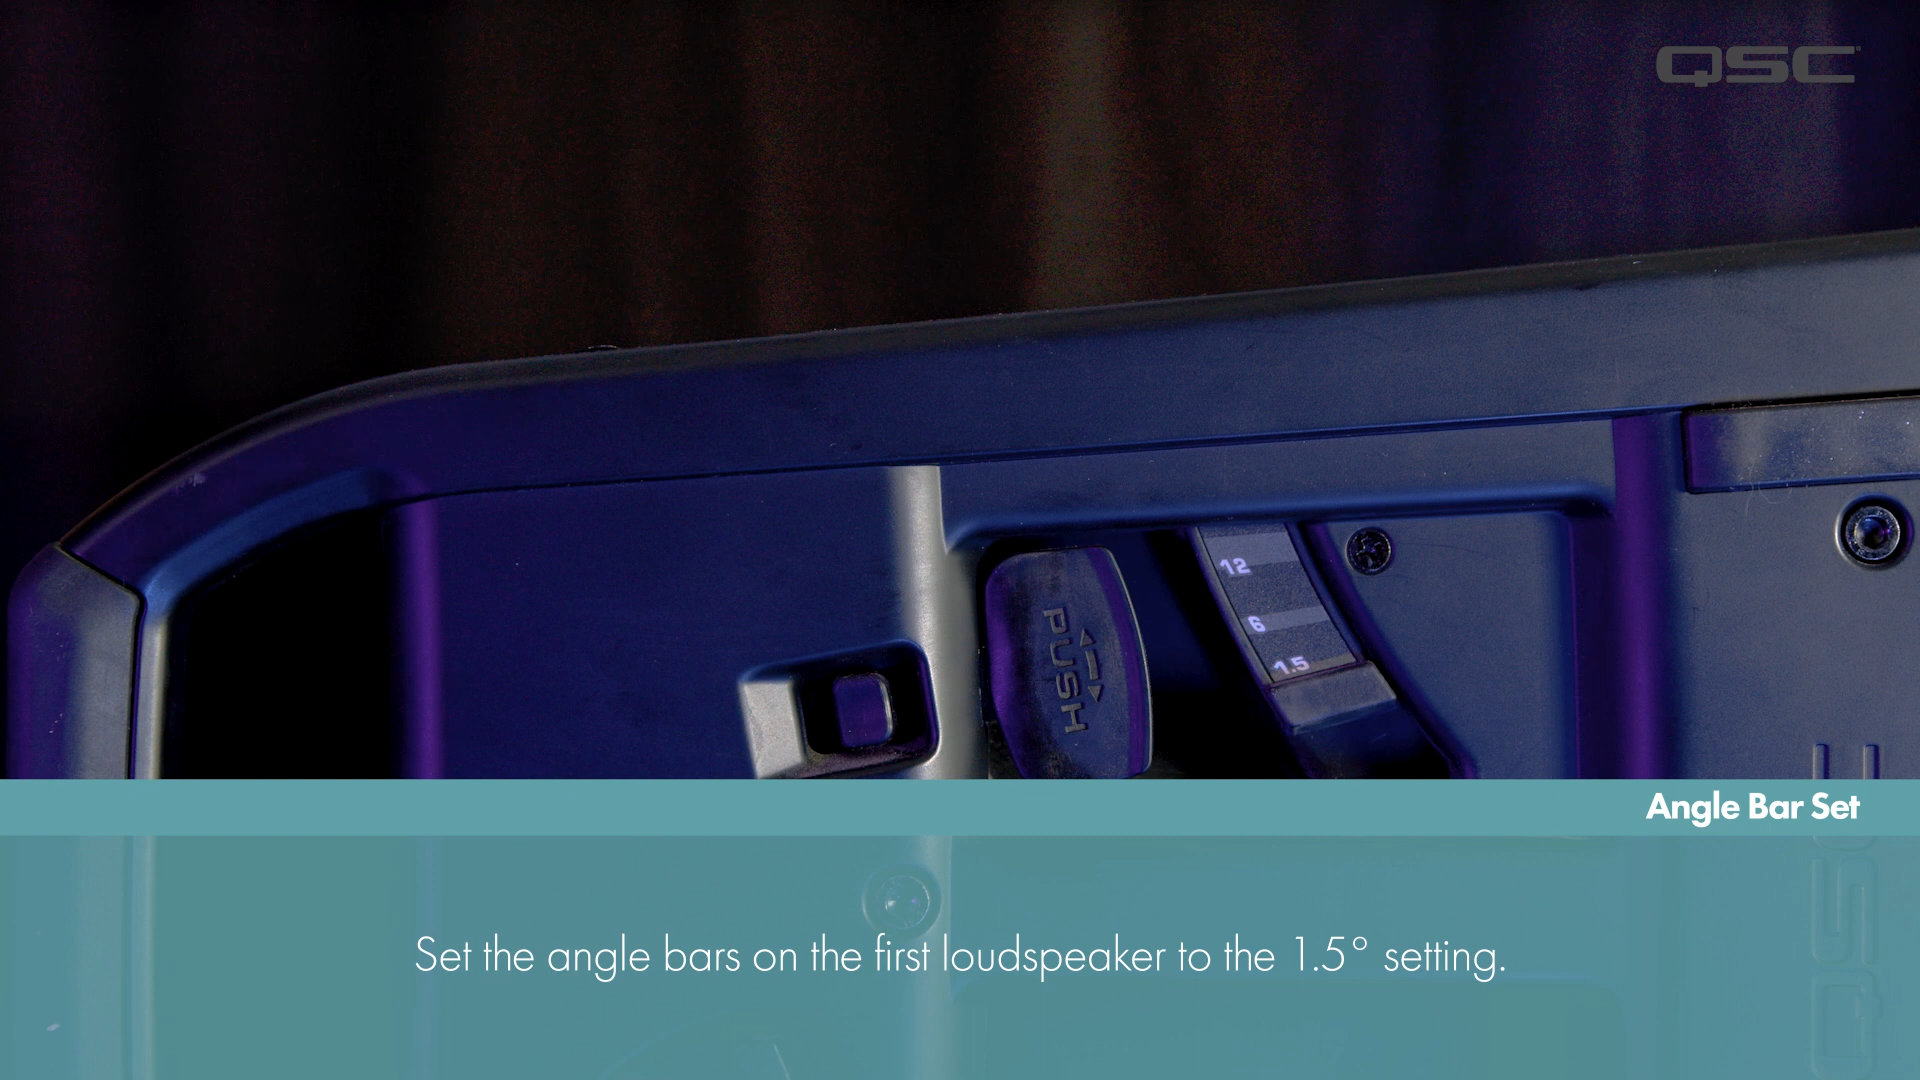 QSC
12
6
1.5
PUSH
Angle Bar Set
Set the angle bars on the first loudspeaker to the 1.5° setting.
QSC